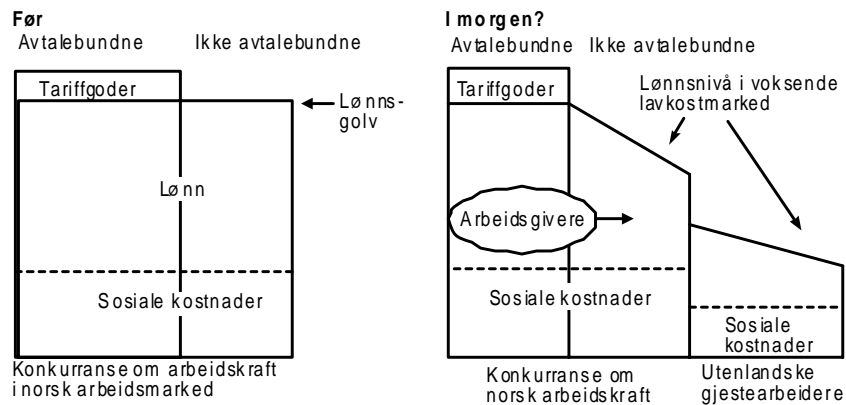 Før
Avtalebundne
Ikke avtalebundne
Tariffgoder
Lønns-
golv
Lønn
Sosiale kostnader
Konkurranse om arbeidskraft
i norsk arbeidsmarked
I morgen?
Avtalebundne
Ikke avtalebundne
Tariffgoder
Lønnsnivå i voksende
lavkostmarked
Arbeidsgivere
Sosiale kostnader
Sosiale
kostnader
Konkurranse om
norsk arbeidskraft
Utenlandske
gjestearbeidere